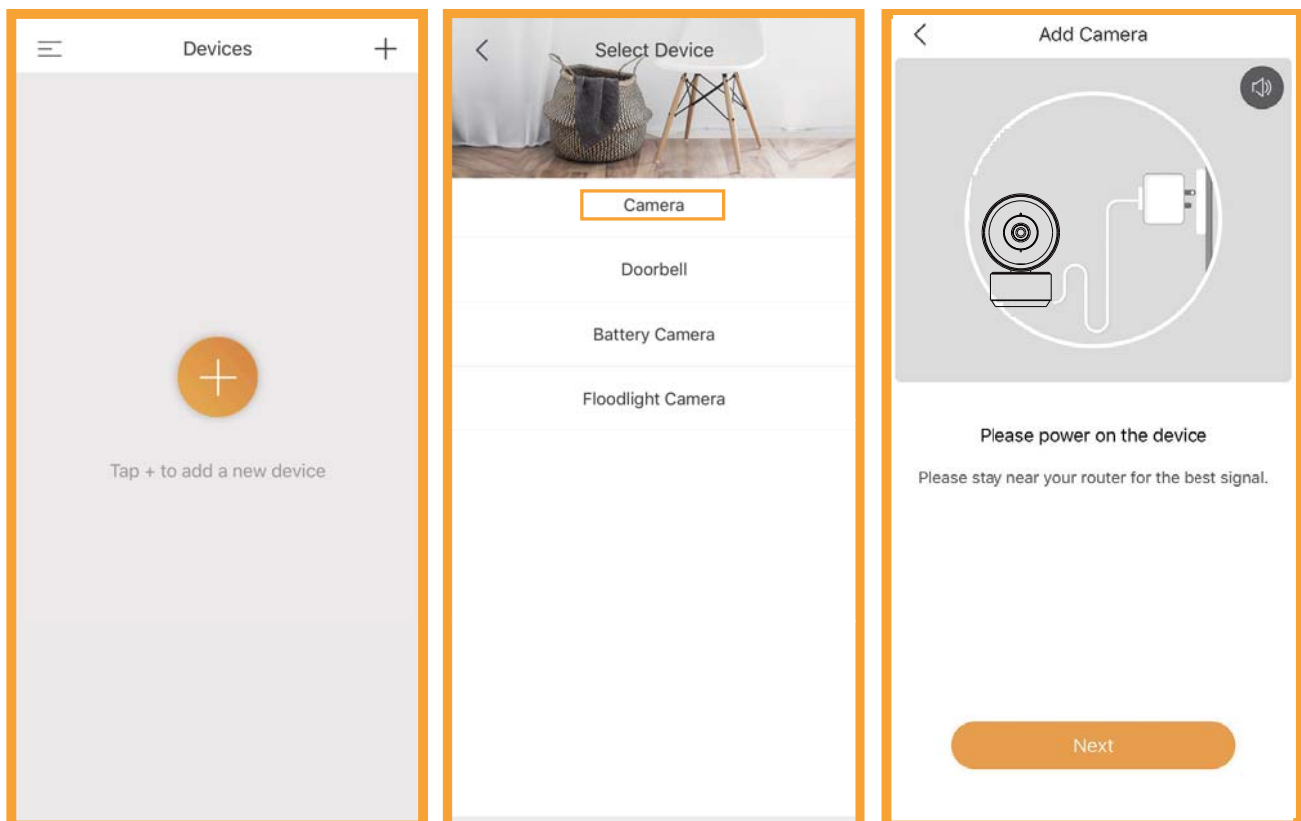 Devices
Tap + to add a new device
Select Device
Camera
Doorbell
Battery Camera
Floodlight Camera
Add Camera
Please power on the device
Please stay near your router for the best signal.
Next